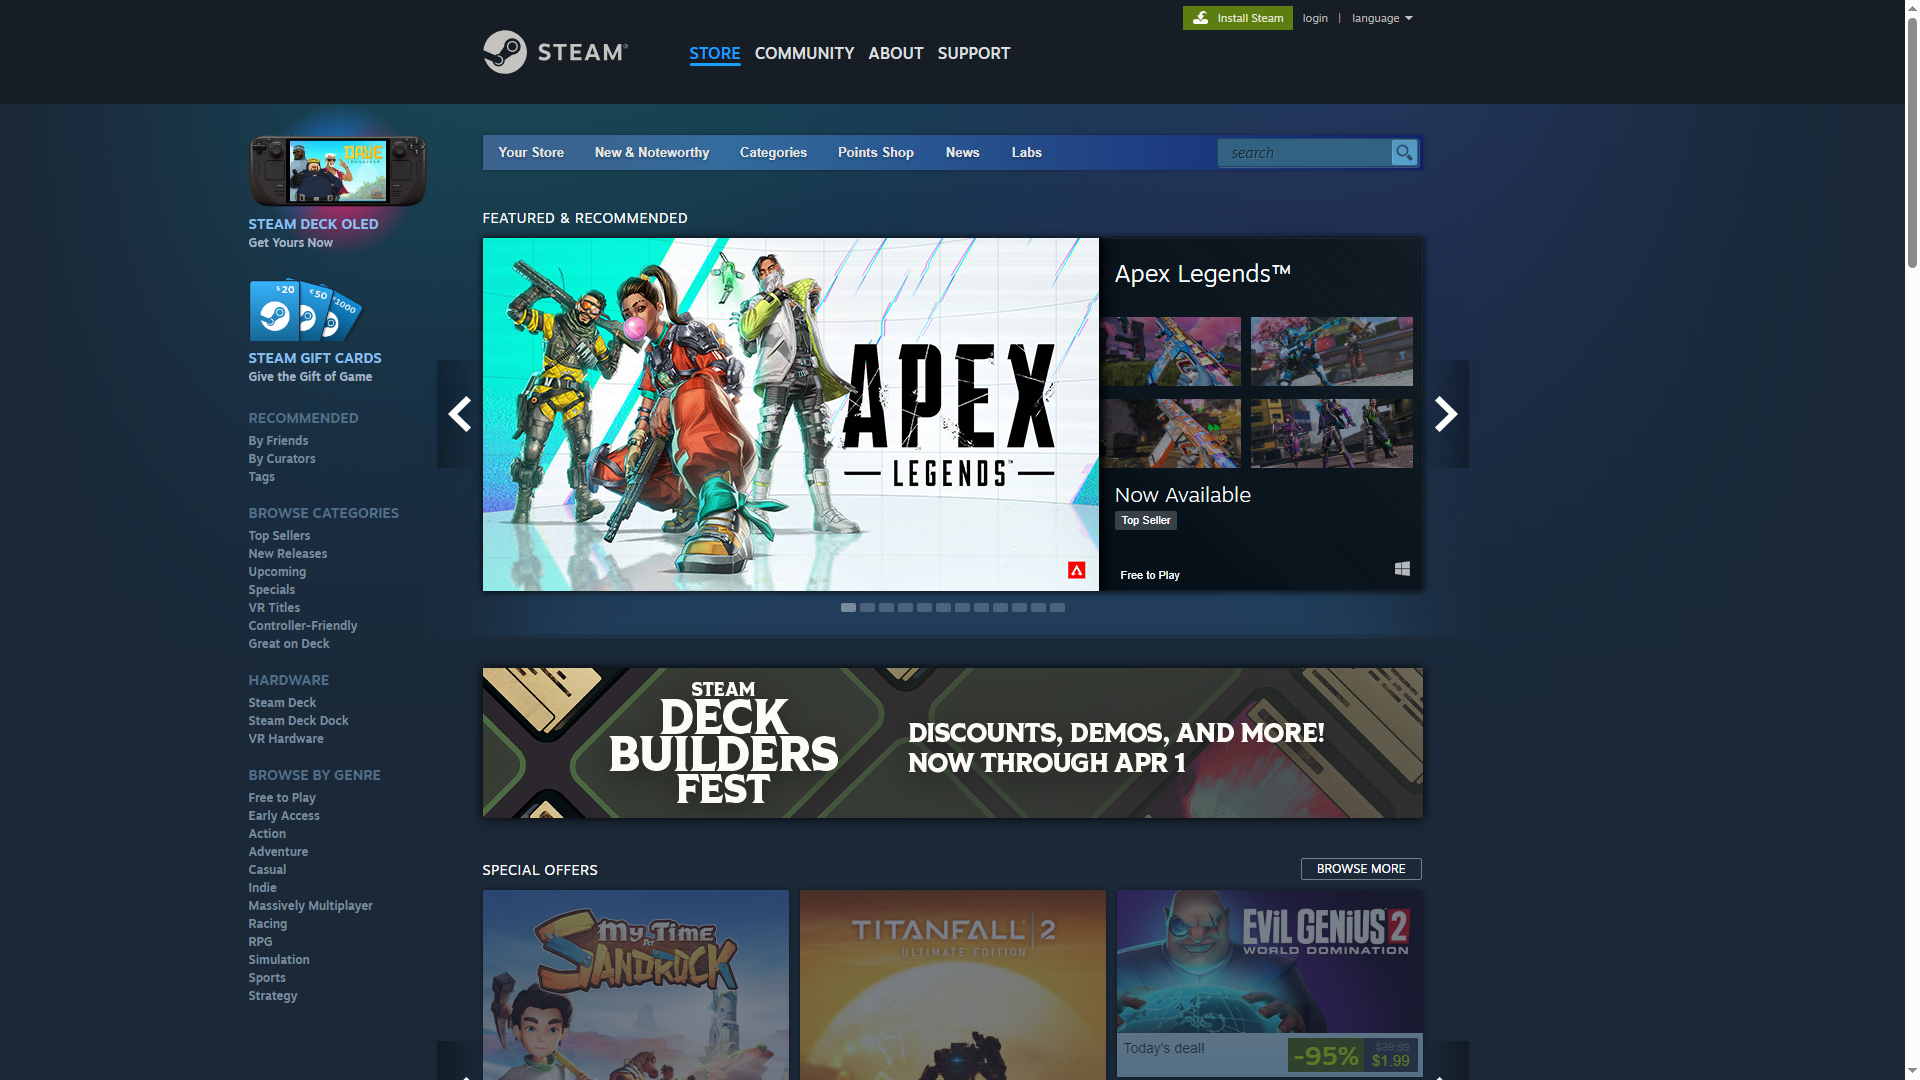 Install Steam
login | language
STEAM®
STORE COMMUNITY ABOUT SUPPORT
Your Store New & Noteworthy Categories Points Shop News Labs
search
DAVE
STEAM DECK OLED
Get Yours Now
$20
€50
¥1000
STEAM GIFT CARDS
Give the Gift of Game
RECOMMENDED
By Friends
By Curators
Tags
BROWSE CATEGORIES
Top Sellers
New Releases
Upcoming
Specials
VR Titles
Controller-Friendly
Great on Deck
HARDWARE
Steam Deck
Steam Deck Dock
VR Hardware
BROWSE BY GENRE
Free to Play
Early Access
Action
Adventure
Casual
Indie
Massively Multiplayer
Racing
RPG
Simulation
Sports
Strategy
FEATURED & RECOMMENDED
APEX
LEGENDS™
Apex Legends™
Now Available
Top Seller
Free to Play
STEAM
DECK
BUILDERS
FEST
DISCOUNTS, DEMOS, AND MORE!
NOW THROUGH APR 1
SPECIAL OFFERS
BROWSE MORE
My Time
AT
SANDROCK
TITANFALL 2
ULTIMATE EDITION
EVIL GENIUS 2
WORLD DOMINATION
Today's deal!
-95%
$39.99
$1.99